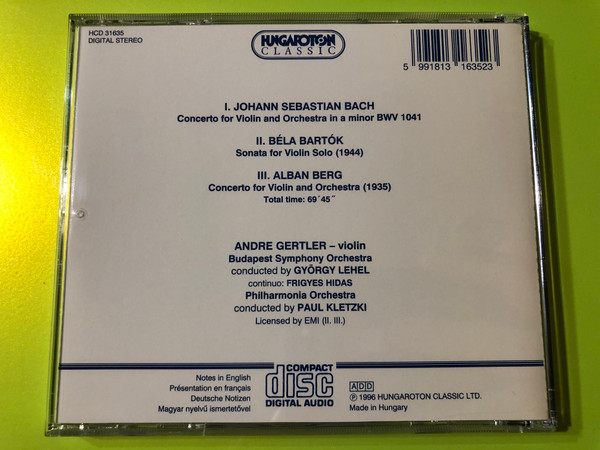 HCD 31635
DIGITAL STEREO
HUNGAROTON
CLASSIC
5 991813 163523
I. JOHANN SEBASTIAN BACH
Concerto for Violin and Orchestra in a minor BWV 1041
II. BÉLA BARTÓK
Sonata for Violin Solo (1944)
III. ALBAN BERG
Concerto for Violin and Orchestra (1935)
Total time: 69´45˝
ANDRE GERTLER – violin
Budapest Symphony Orchestra
conducted by GYÖRGY LEHEL
continuo: FRIGYES HIDAS
Philharmonia Orchestra
conducted by PAUL KLETZKI
Licensed by EMI (II. III.)
Notes in English
Présentation en français
Deutsche Notizen
Magyar nyelvű ismertetővel
COMPACT
disc
DIGITAL AUDIO
ADD
℗ 1996 HUNGAROTON CLASSIC LTD.
Made in Hungary